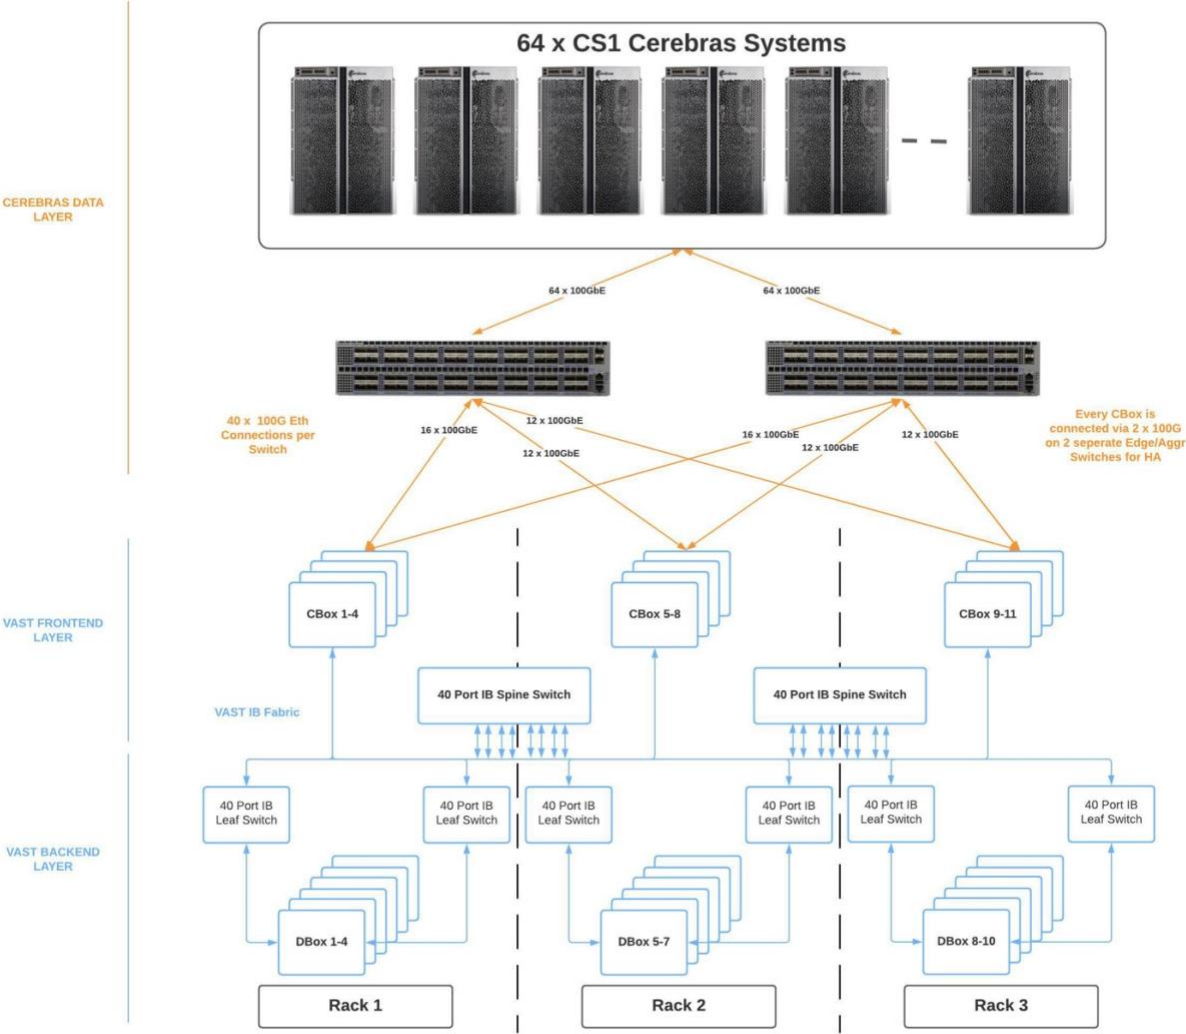 64 x CS1 Cerebras Systems
CEREBRAS DATA
LAYER
64 x 100GbE
64 x 100GbE
40 x 100G Eth
Connections per
Switch
16 x 100GbE
12 x 100GbE
12 x 100GbE
16 x 100GbE
12 x 100GbE
12 x 100GbE
Every CBox is
connected via 2 x 100G
on 2 seperate Edge/Aggr
Switches for HA
VAST FRONTEND
LAYER
CBox 1-4
CBox 5-8
CBox 9-11
VAST IB Fabric
40 Port IB Spine Switch
40 Port IB Spine Switch
VAST BACKEND
LAYER
40 Port IB
Leaf Switch
40 Port IB
Leaf Switch
40 Port IB
Leaf Switch
40 Port IB
Leaf Switch
40 Port IB
Leaf Switch
40 Port IB
Leaf Switch
DBox 1-4
DBox 5-7
DBox 8-10
Rack 1
Rack 2
Rack 3